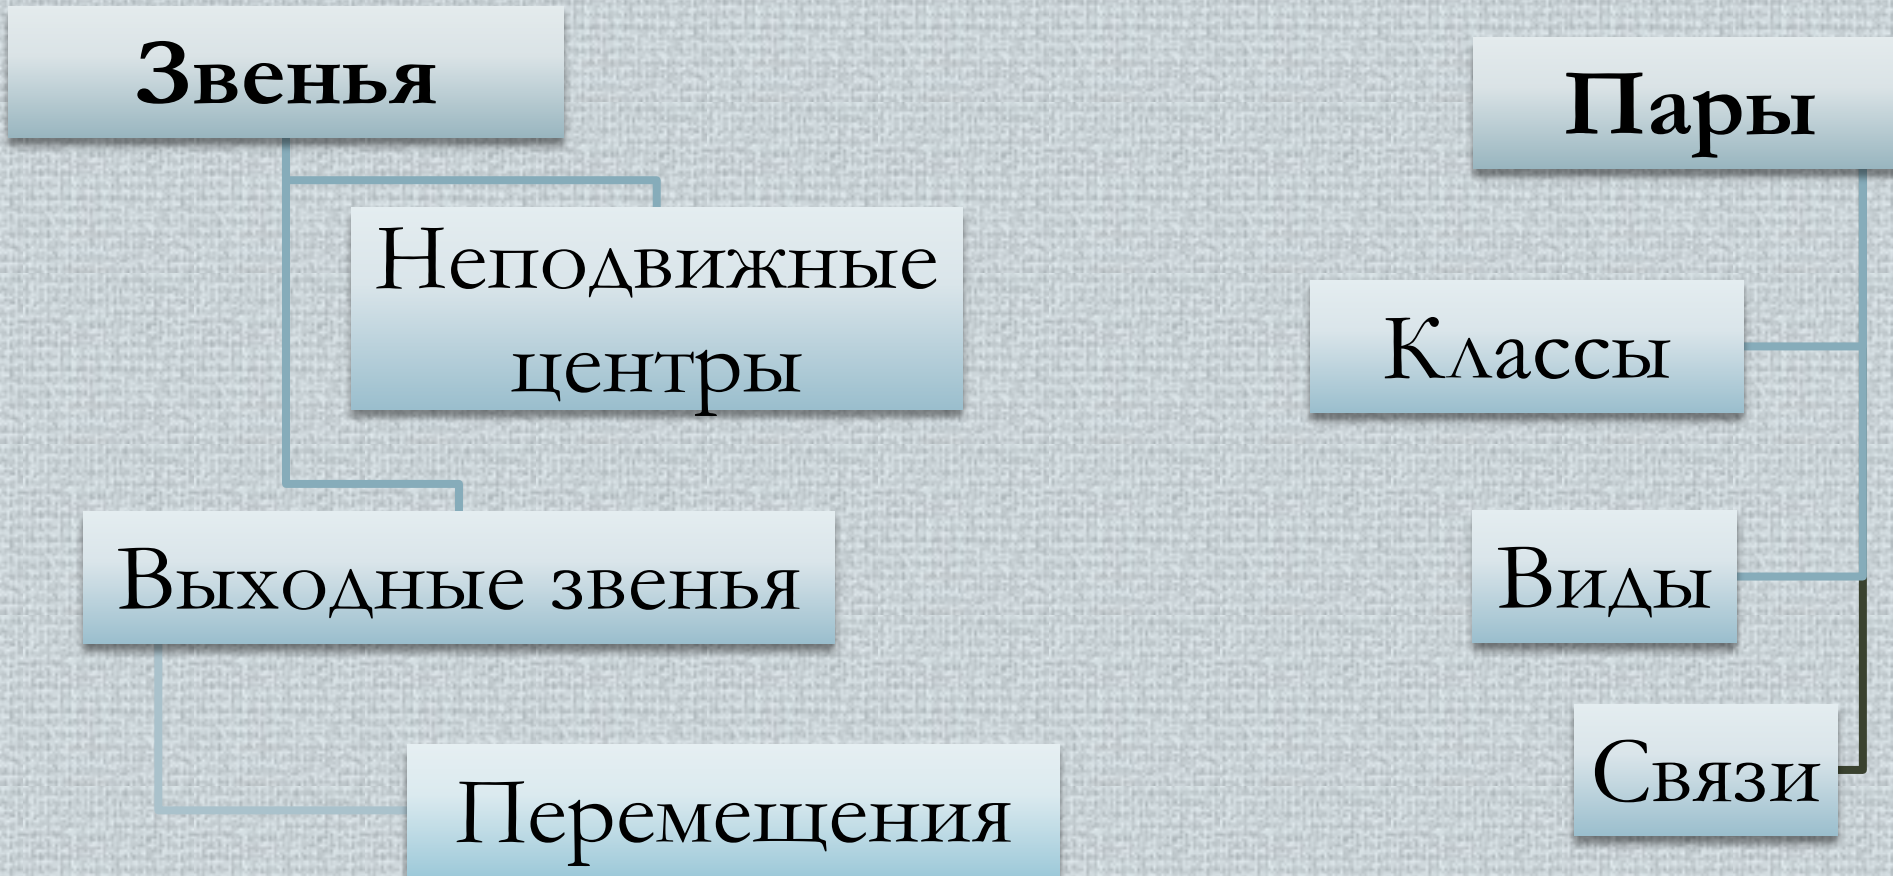 Звенья
Неподвижные
центры
Выходные звенья
Перемещения
Пары
Классы
Виды
Связи